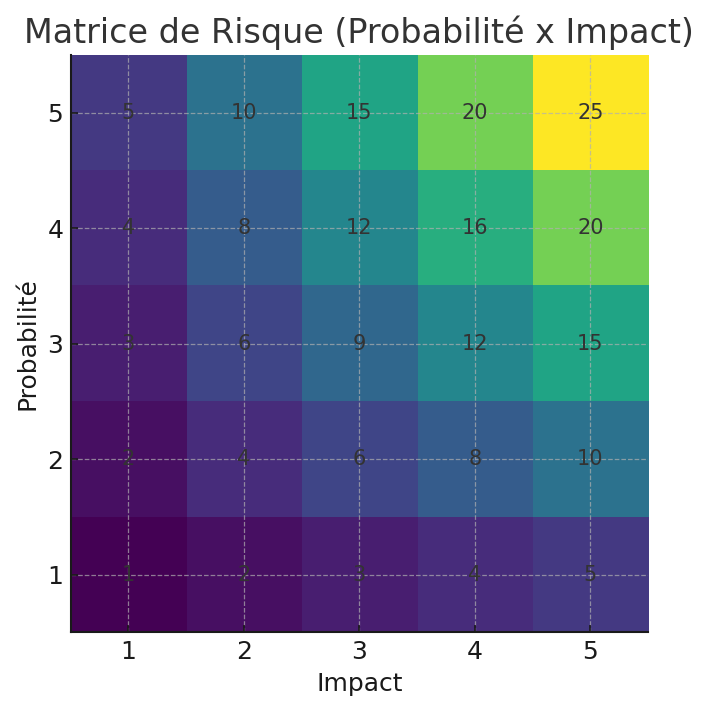 Matrice de Risque (Probabilité x Impact)
Probabilité
5 5 10 15 20 25
4 4 8 12 16 20
3 3 6 9 12 15
2 2 4 6 8 10
1 1 2 3 4 5
1 2 3 4 5
Impact